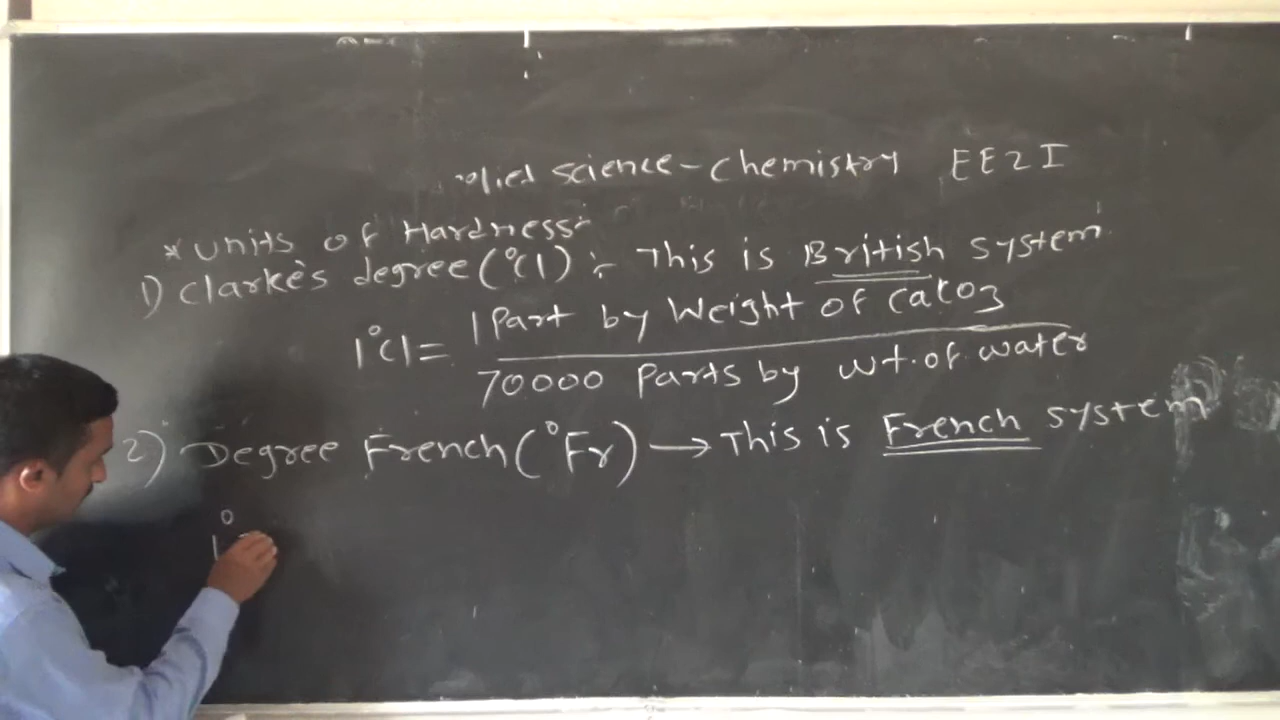 science-chemistry EE2I
* Units of Hardness:-
1) Clarke's degree (°Cl) :- This is British system.
1°Cl = 1 Part by Weight of CaCO3
70000 Parts by wt. of water
2) Degree French (°Fr) → This is French system
1°